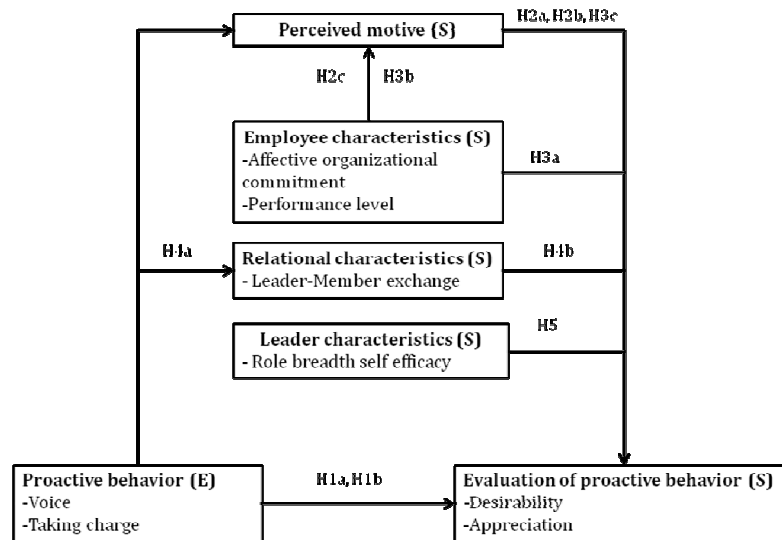 Perceived motive (S)
H2a, H2b, H3c
H2c
H3b
Employee characteristics (S)
-Affective organizational
commitment
-Performance level
H3a
H4a
Relational characteristics (S)
- Leader-Member exchange
H4b
Leader characteristics (S)
- Role breadth self efficacy
H5
Proactive behavior (E)
-Voice
-Taking charge
H1a, H1b
Evaluation of proactive behavior (S)
-Desirability
-Appreciation